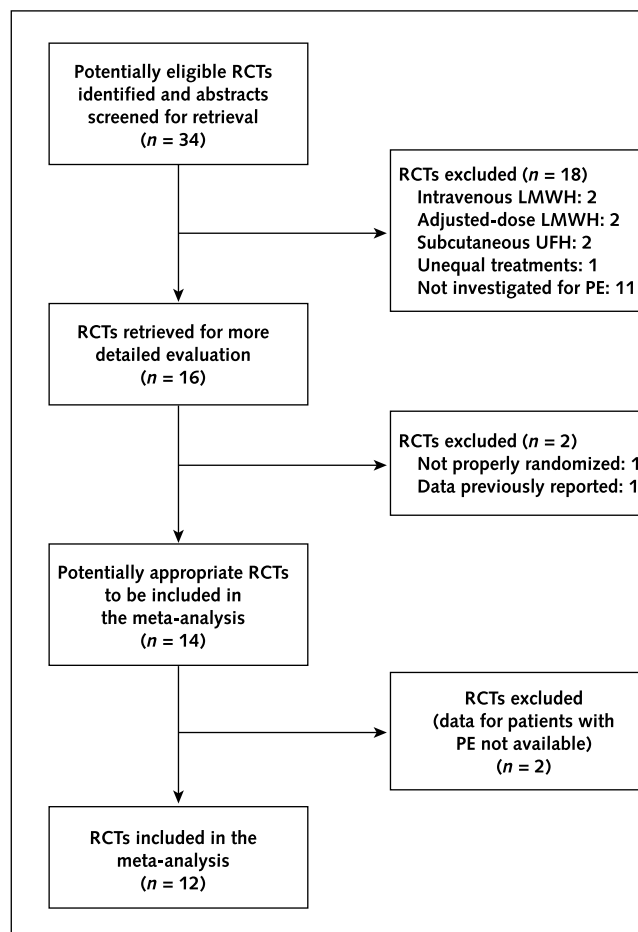 Potentially eligible RCTs
identified and abstracts
screened for retrieval
(n = 34)
RCTs excluded (n = 18)
Intravenous LMWH: 2
Adjusted-dose LMWH: 2
Subcutaneous UFH: 2
Unequal treatments: 1
Not investigated for PE: 11
RCTs retrieved for more
detailed evaluation
(n = 16)
RCTs excluded (n = 2)
Not properly randomized: 1
Data previously reported: 1
Potentially appropriate RCTs
to be included in
the meta-analysis
(n = 14)
RCTs excluded
(data for patients with
PE not available)
(n = 2)
RCTs included in the
meta-analysis
(n = 12)